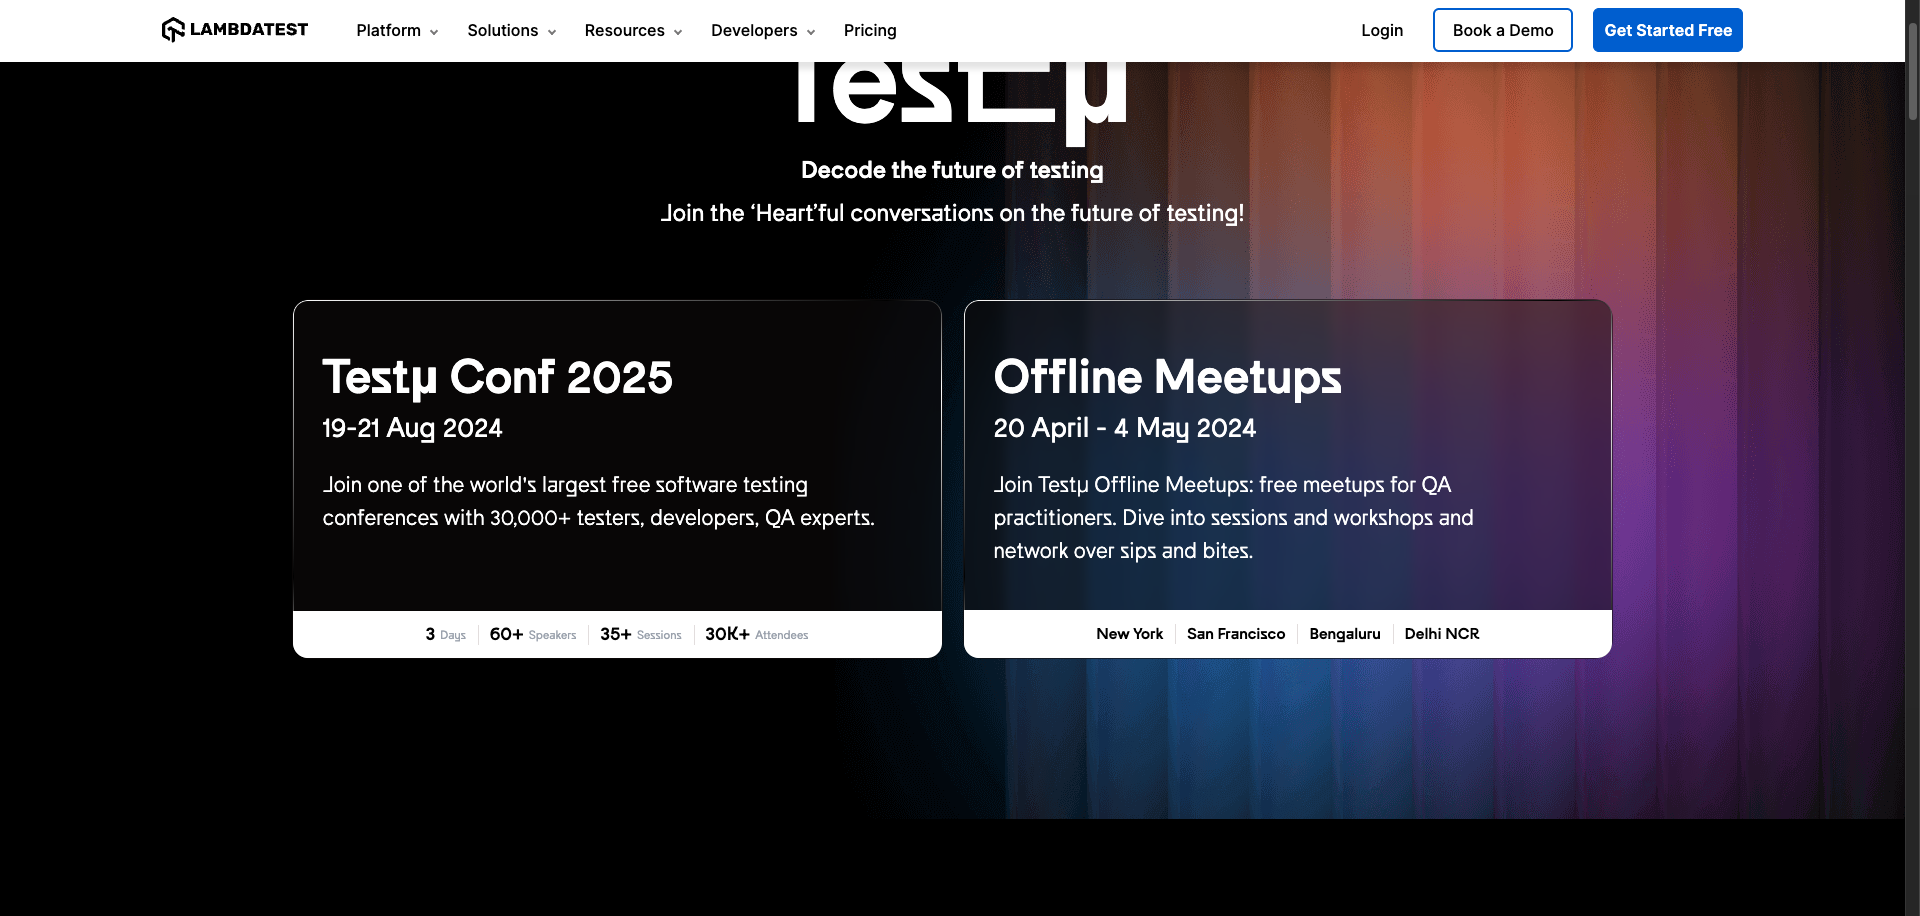 LAMBDATEST Platform Solutions Resources Developers Pricing Login Book a Demo Get Started Free
Testμ
Decode the future of testing
Join the ‘Heart’ful conversations on the future of testing!
Testμ Conf 2025
19-21 Aug 2024
Join one of the world's largest free software testing
conferences with 30,000+ testers, developers, QA experts.
3 Days 60+ Speakers 35+ Sessions 30K+ Attendees
Offline Meetups
20 April - 4 May 2024
Join Testμ Offline Meetups: free meetups for QA
practitioners. Dive into sessions and workshops and
network over sips and bites.
New York San Francisco Bengaluru Delhi NCR